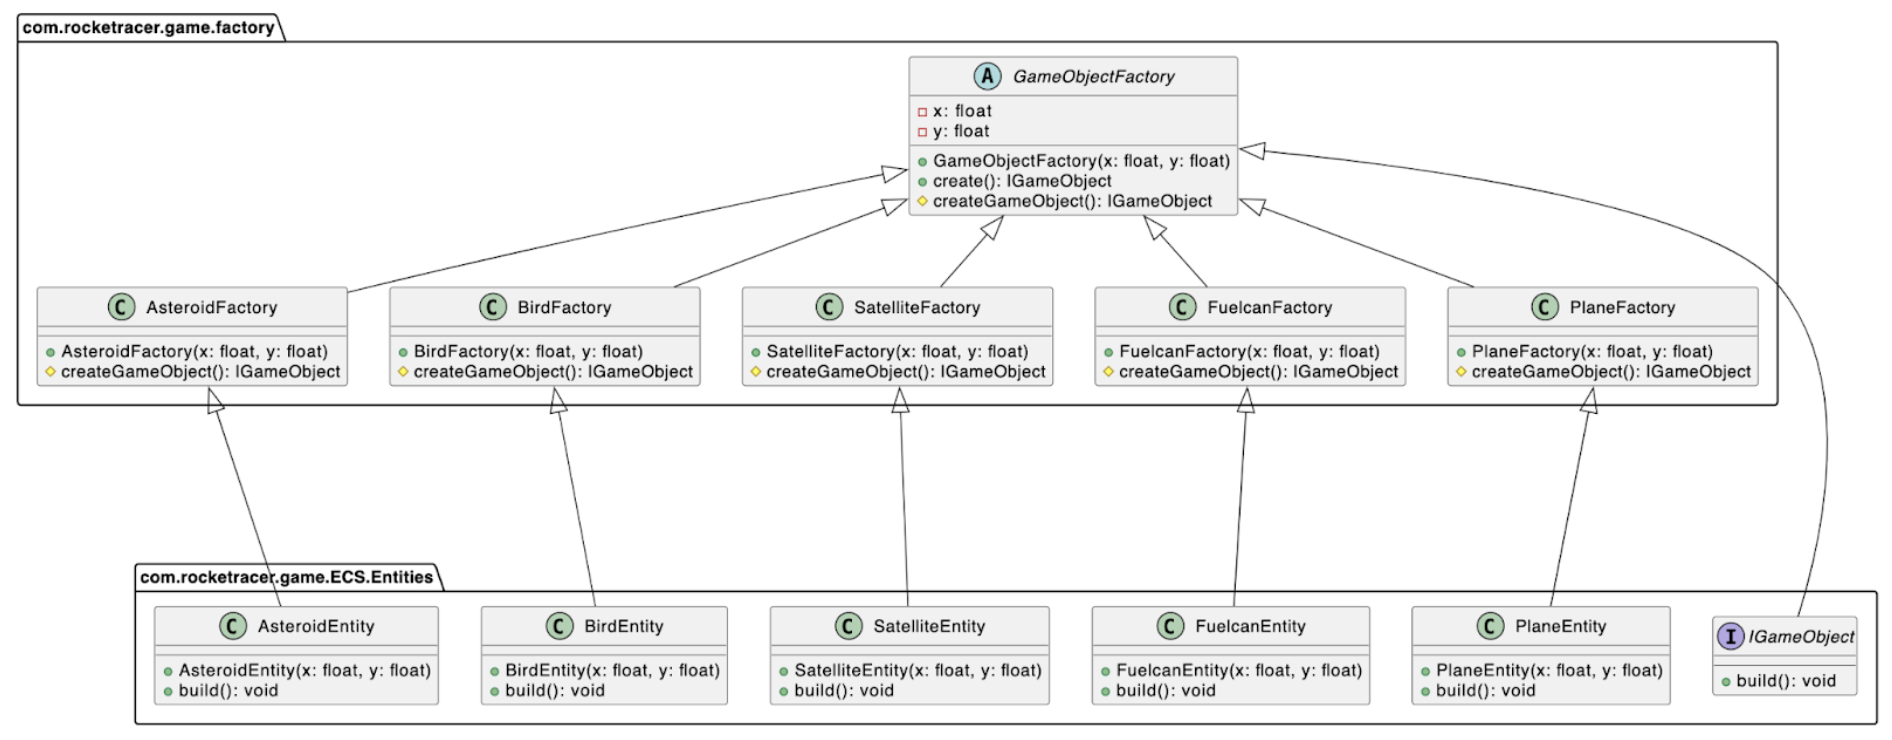 com.rocketracer.game.factory
A GameObjectFactory
x: float
y: float
GameObjectFactory(x: float, y: float)
create(): IGameObject
createGameObject(): IGameObject
C AsteroidFactory
AsteroidFactory(x: float, y: float)
createGameObject(): IGameObject
C BirdFactory
BirdFactory(x: float, y: float)
createGameObject(): IGameObject
C SatelliteFactory
SatelliteFactory(x: float, y: float)
createGameObject(): IGameObject
C FuelcanFactory
FuelcanFactory(x: float, y: float)
createGameObject(): IGameObject
C PlaneFactory
PlaneFactory(x: float, y: float)
createGameObject(): IGameObject
com.rocketracer.game.ECS.Entities
C AsteroidEntity
AsteroidEntity(x: float, y: float)
build(): void
C BirdEntity
BirdEntity(x: float, y: float)
build(): void
C SatelliteEntity
SatelliteEntity(x: float, y: float)
build(): void
C FuelcanEntity
FuelcanEntity(x: float, y: float)
build(): void
C PlaneEntity
PlaneEntity(x: float, y: float)
build(): void
I IGameObject
build(): void